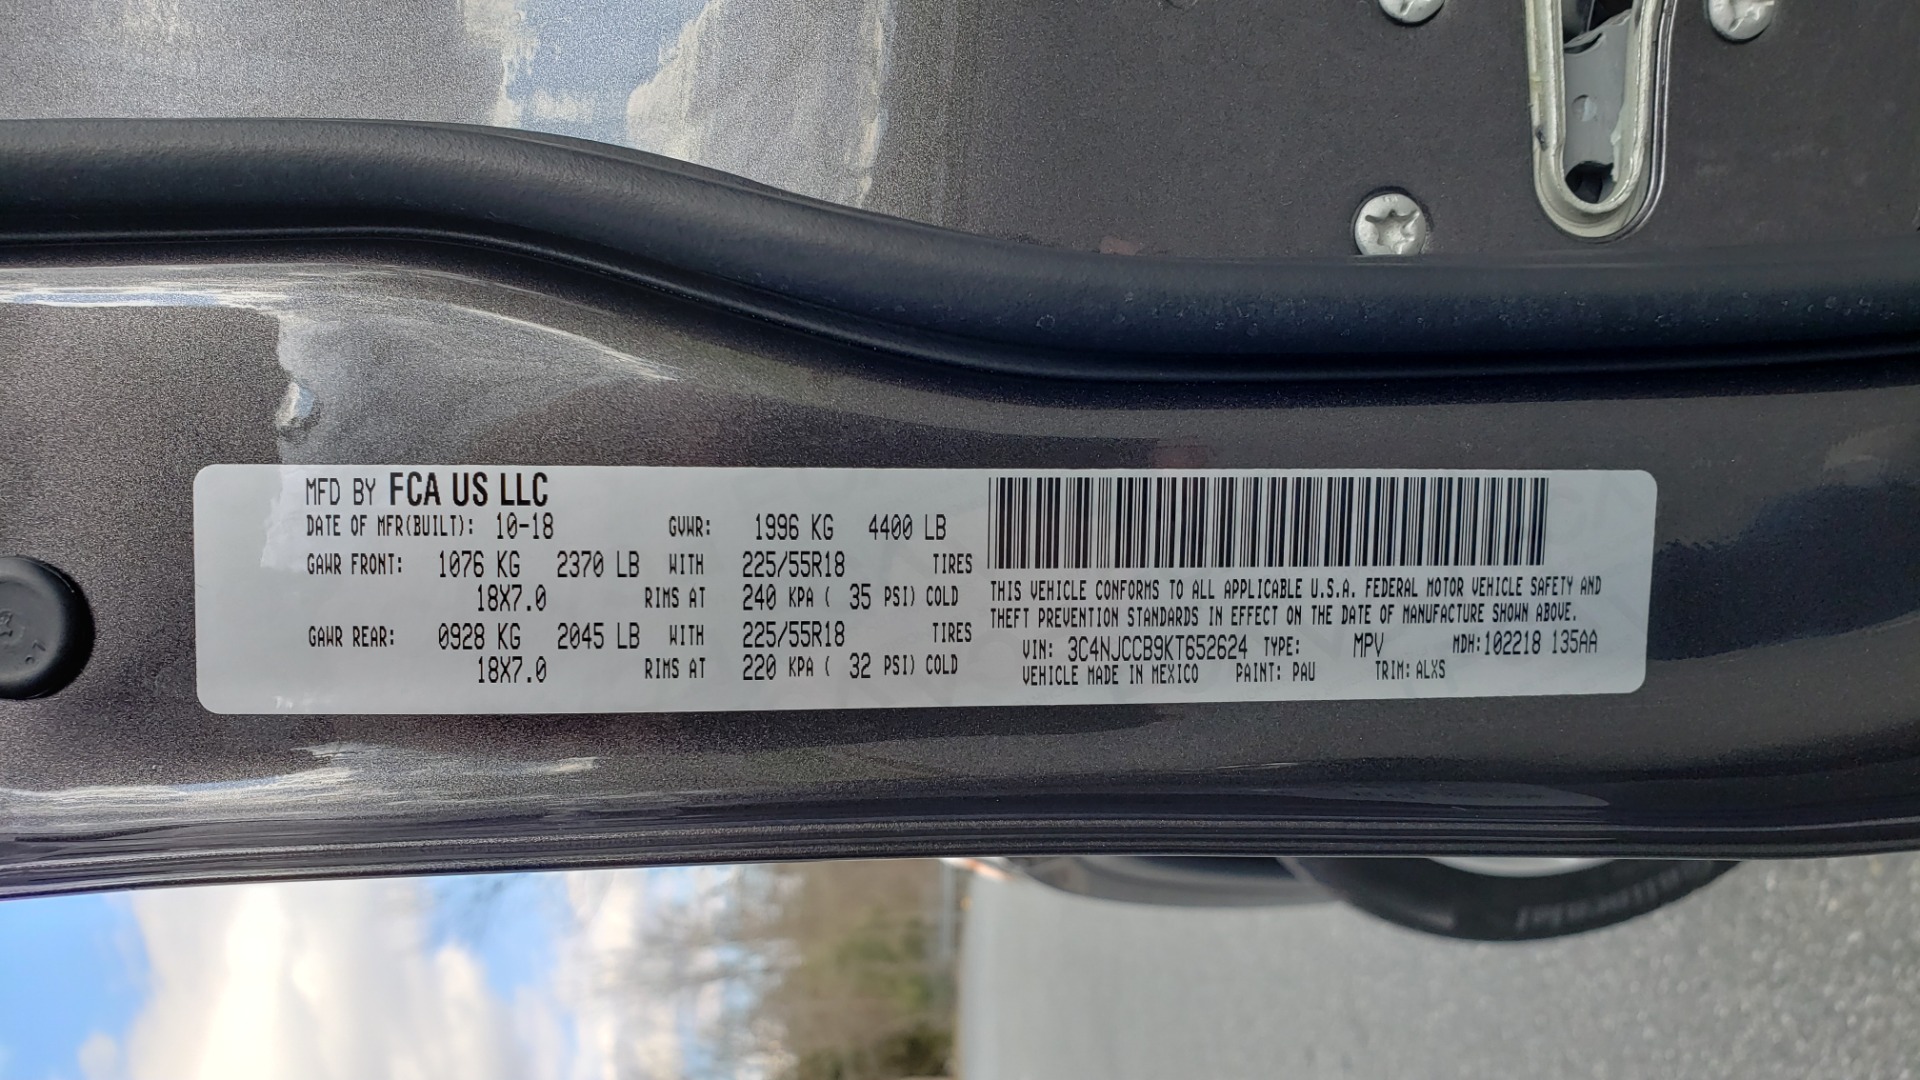 MFD BY FCA US LLC
DATE OF MFR(BUILT): 10-18 GVWR: 1996 KG 4400 LB
GAWR FRONT: 1076 KG 2370 LB WITH 225/55R18 TIRES
18X7.0 RIMS AT 240 KPA ( 35 PSI) COLD
GAWR REAR: 0928 KG 2045 LB WITH 225/55R18 TIRES
18X7.0 RIMS AT 220 KPA ( 32 PSI) COLD
THIS VEHICLE CONFORMS TO ALL APPLICABLE U.S.A. FEDERAL MOTOR VEHICLE SAFETY AND
THEFT PREVENTION STANDARDS IN EFFECT ON THE DATE OF MANUFACTURE SHOWN ABOVE.
VIN: 3C4NJCCB9KT652624 TYPE: MPV MDH:102218 135AA
VEHICLE MADE IN MEXICO PAINT: PAU TRIM: ALXS